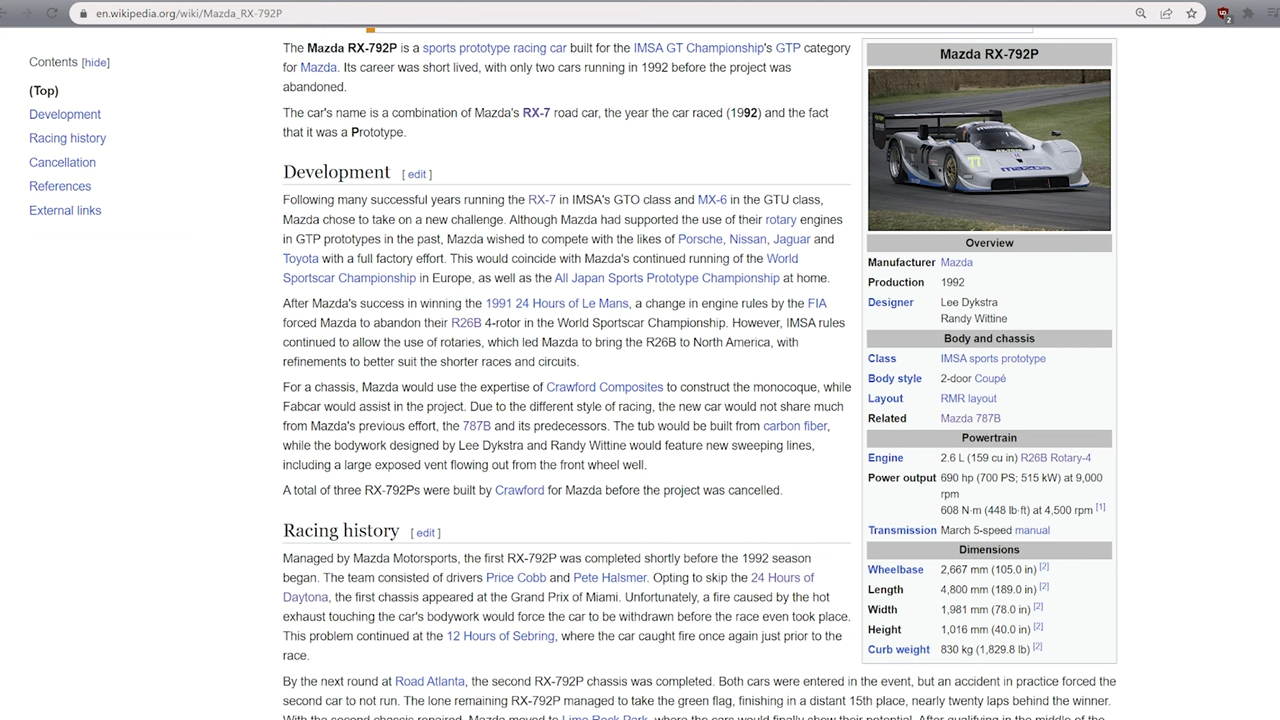 en.wikipedia.org/wiki/Mazda_RX-792P
2
Contents [hide]
(Top)
Development
Racing history
Cancellation
References
External links
The Mazda RX-792P is a sports prototype racing car built for the IMSA GT Championship's GTP category
for Mazda. Its career was short lived, with only two cars running in 1992 before the project was
abandoned.
The car's name is a combination of Mazda's RX-7 road car, the year the car raced (1992) and the fact
that it was a Prototype.
Development [ edit ]
Following many successful years running the RX-7 in IMSA's GTO class and MX-6 in the GTU class,
Mazda chose to take on a new challenge. Although Mazda had supported the use of their rotary engines
in GTP prototypes in the past, Mazda wished to compete with the likes of Porsche, Nissan, Jaguar and
Toyota with a full factory effort. This would coincide with Mazda's continued running of the World
Sportscar Championship in Europe, as well as the All Japan Sports Prototype Championship at home.
After Mazda's success in winning the 1991 24 Hours of Le Mans, a change in engine rules by the FIA
forced Mazda to abandon their R26B 4-rotor in the World Sportscar Championship. However, IMSA rules
continued to allow the use of rotaries, which led Mazda to bring the R26B to North America, with
refinements to better suit the shorter races and circuits.
For a chassis, Mazda would use the expertise of Crawford Composites to construct the monocoque, while
Fabcar would assist in the project. Due to the different style of racing, the new car would not share much
from Mazda's previous effort, the 787B and its predecessors. The tub would be built from carbon fiber,
while the bodywork designed by Lee Dykstra and Randy Wittine would feature new sweeping lines,
including a large exposed vent flowing out from the front wheel well.
A total of three RX-792Ps were built by Crawford for Mazda before the project was cancelled.
Racing history [ edit ]
Managed by Mazda Motorsports, the first RX-792P was completed shortly before the 1992 season
began. The team consisted of drivers Price Cobb and Pete Halsmer. Opting to skip the 24 Hours of
Daytona, the first chassis appeared at the Grand Prix of Miami. Unfortunately, a fire caused by the hot
exhaust touching the car's bodywork would force the car to be withdrawn before the race even took place.
This problem continued at the 12 Hours of Sebring, where the car caught fire once again just prior to the
race.
By the next round at Road Atlanta, the second RX-792P chassis was completed. Both cars were entered in the event, but an accident in practice forced the
second car to not run. The lone remaining RX-792P managed to take the green flag, finishing in a distant 15th place, nearly twenty laps behind the winner.
With the second chassis repaired, Mazda moved to Lime Rock Park, where the cars would finally show their potential. After qualifying in the middle of the
Mazda RX-792P
77
mazda
Overview
Manufacturer Mazda
Production 1992
Designer Lee Dykstra
Randy Wittine
Body and chassis
Class IMSA sports prototype
Body style 2-door Coupé
Layout RMR layout
Related Mazda 787B
Powertrain
Engine 2.6 L (159 cu in) R26B Rotary-4
Power output 690 hp (700 PS; 515 kW) at 9,000
rpm
608 N·m (448 lb·ft) at 4,500 rpm [1]
Transmission March 5-speed manual
Dimensions
Wheelbase 2,667 mm (105.0 in) [2]
Length 4,800 mm (189.0 in) [2]
Width 1,981 mm (78.0 in) [2]
Height 1,016 mm (40.0 in) [2]
Curb weight 830 kg (1,829.8 lb) [2]